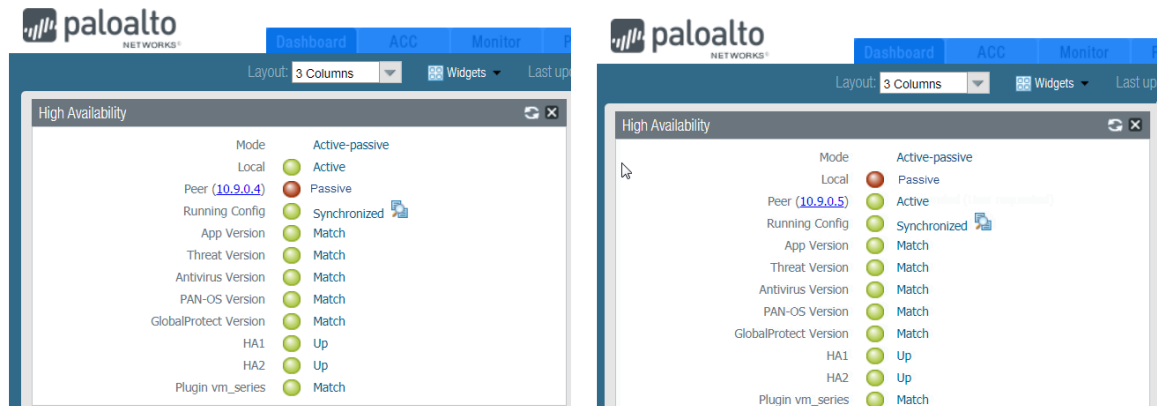 paloalto
NETWORKS®
Dashboard ACC Monitor P
Layout: 3 Columns Widgets Last upd
High Availability
Mode Active-passive
Local Active
Peer (10.9.0.4) Passive
Running Config Synchronized
App Version Match
Threat Version Match
Antivirus Version Match
PAN-OS Version Match
GlobalProtect Version Match
HA1 Up
HA2 Up
Plugin vm_series Match
paloalto
NETWORKS®
Dashboard ACC Monitor P
Layout: 3 Columns Widgets Last up
High Availability
Mode Active-passive
Local Passive
Peer (10.9.0.5) Active
Running Config Synchronized
App Version Match
Threat Version Match
Antivirus Version Match
PAN-OS Version Match
GlobalProtect Version Match
HA1 Up
HA2 Up
Plugin vm_series Match